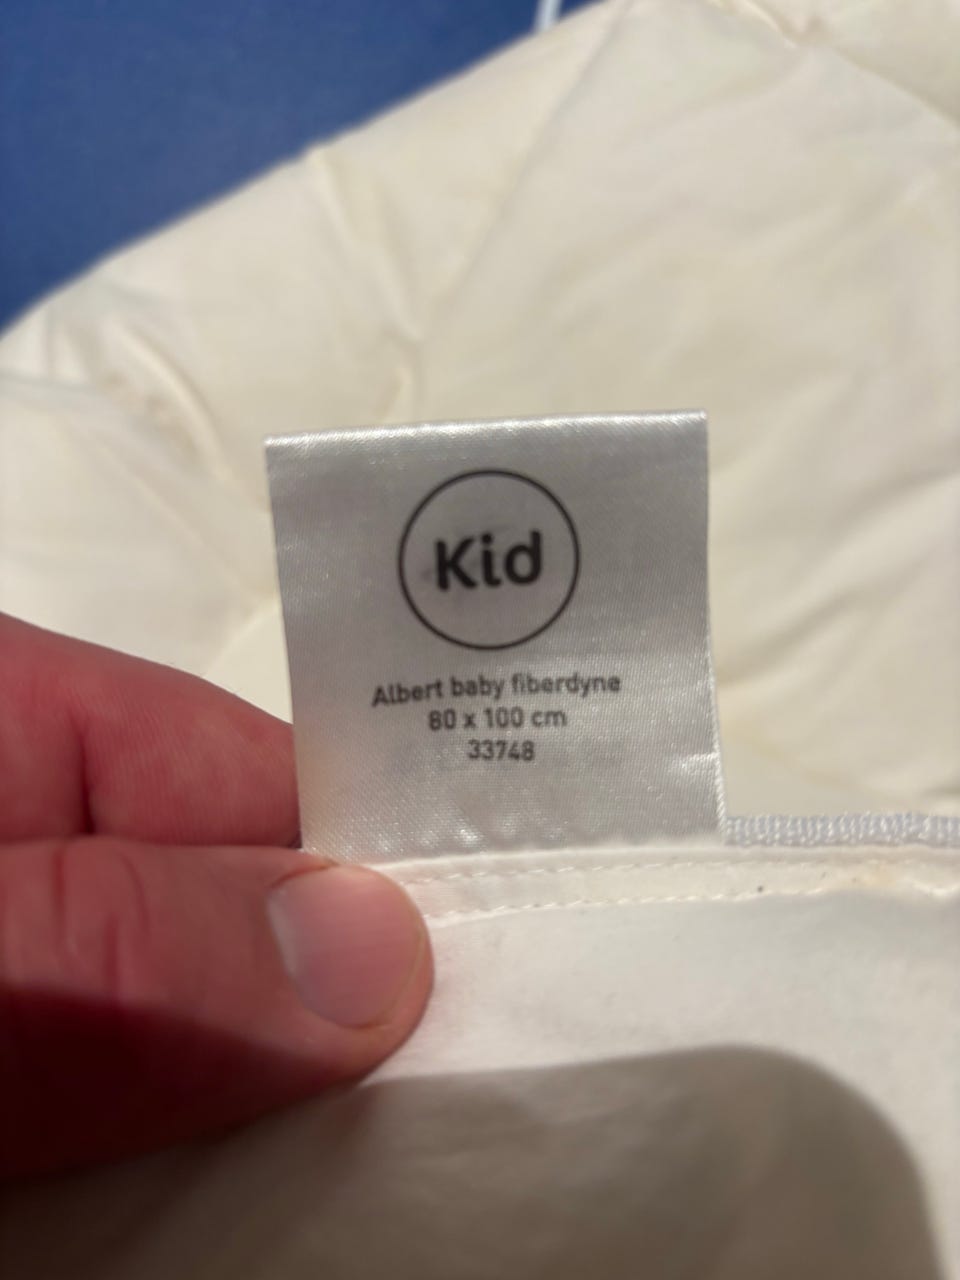 Kid
Albert baby fiberdyne
80 x 100 cm
33748